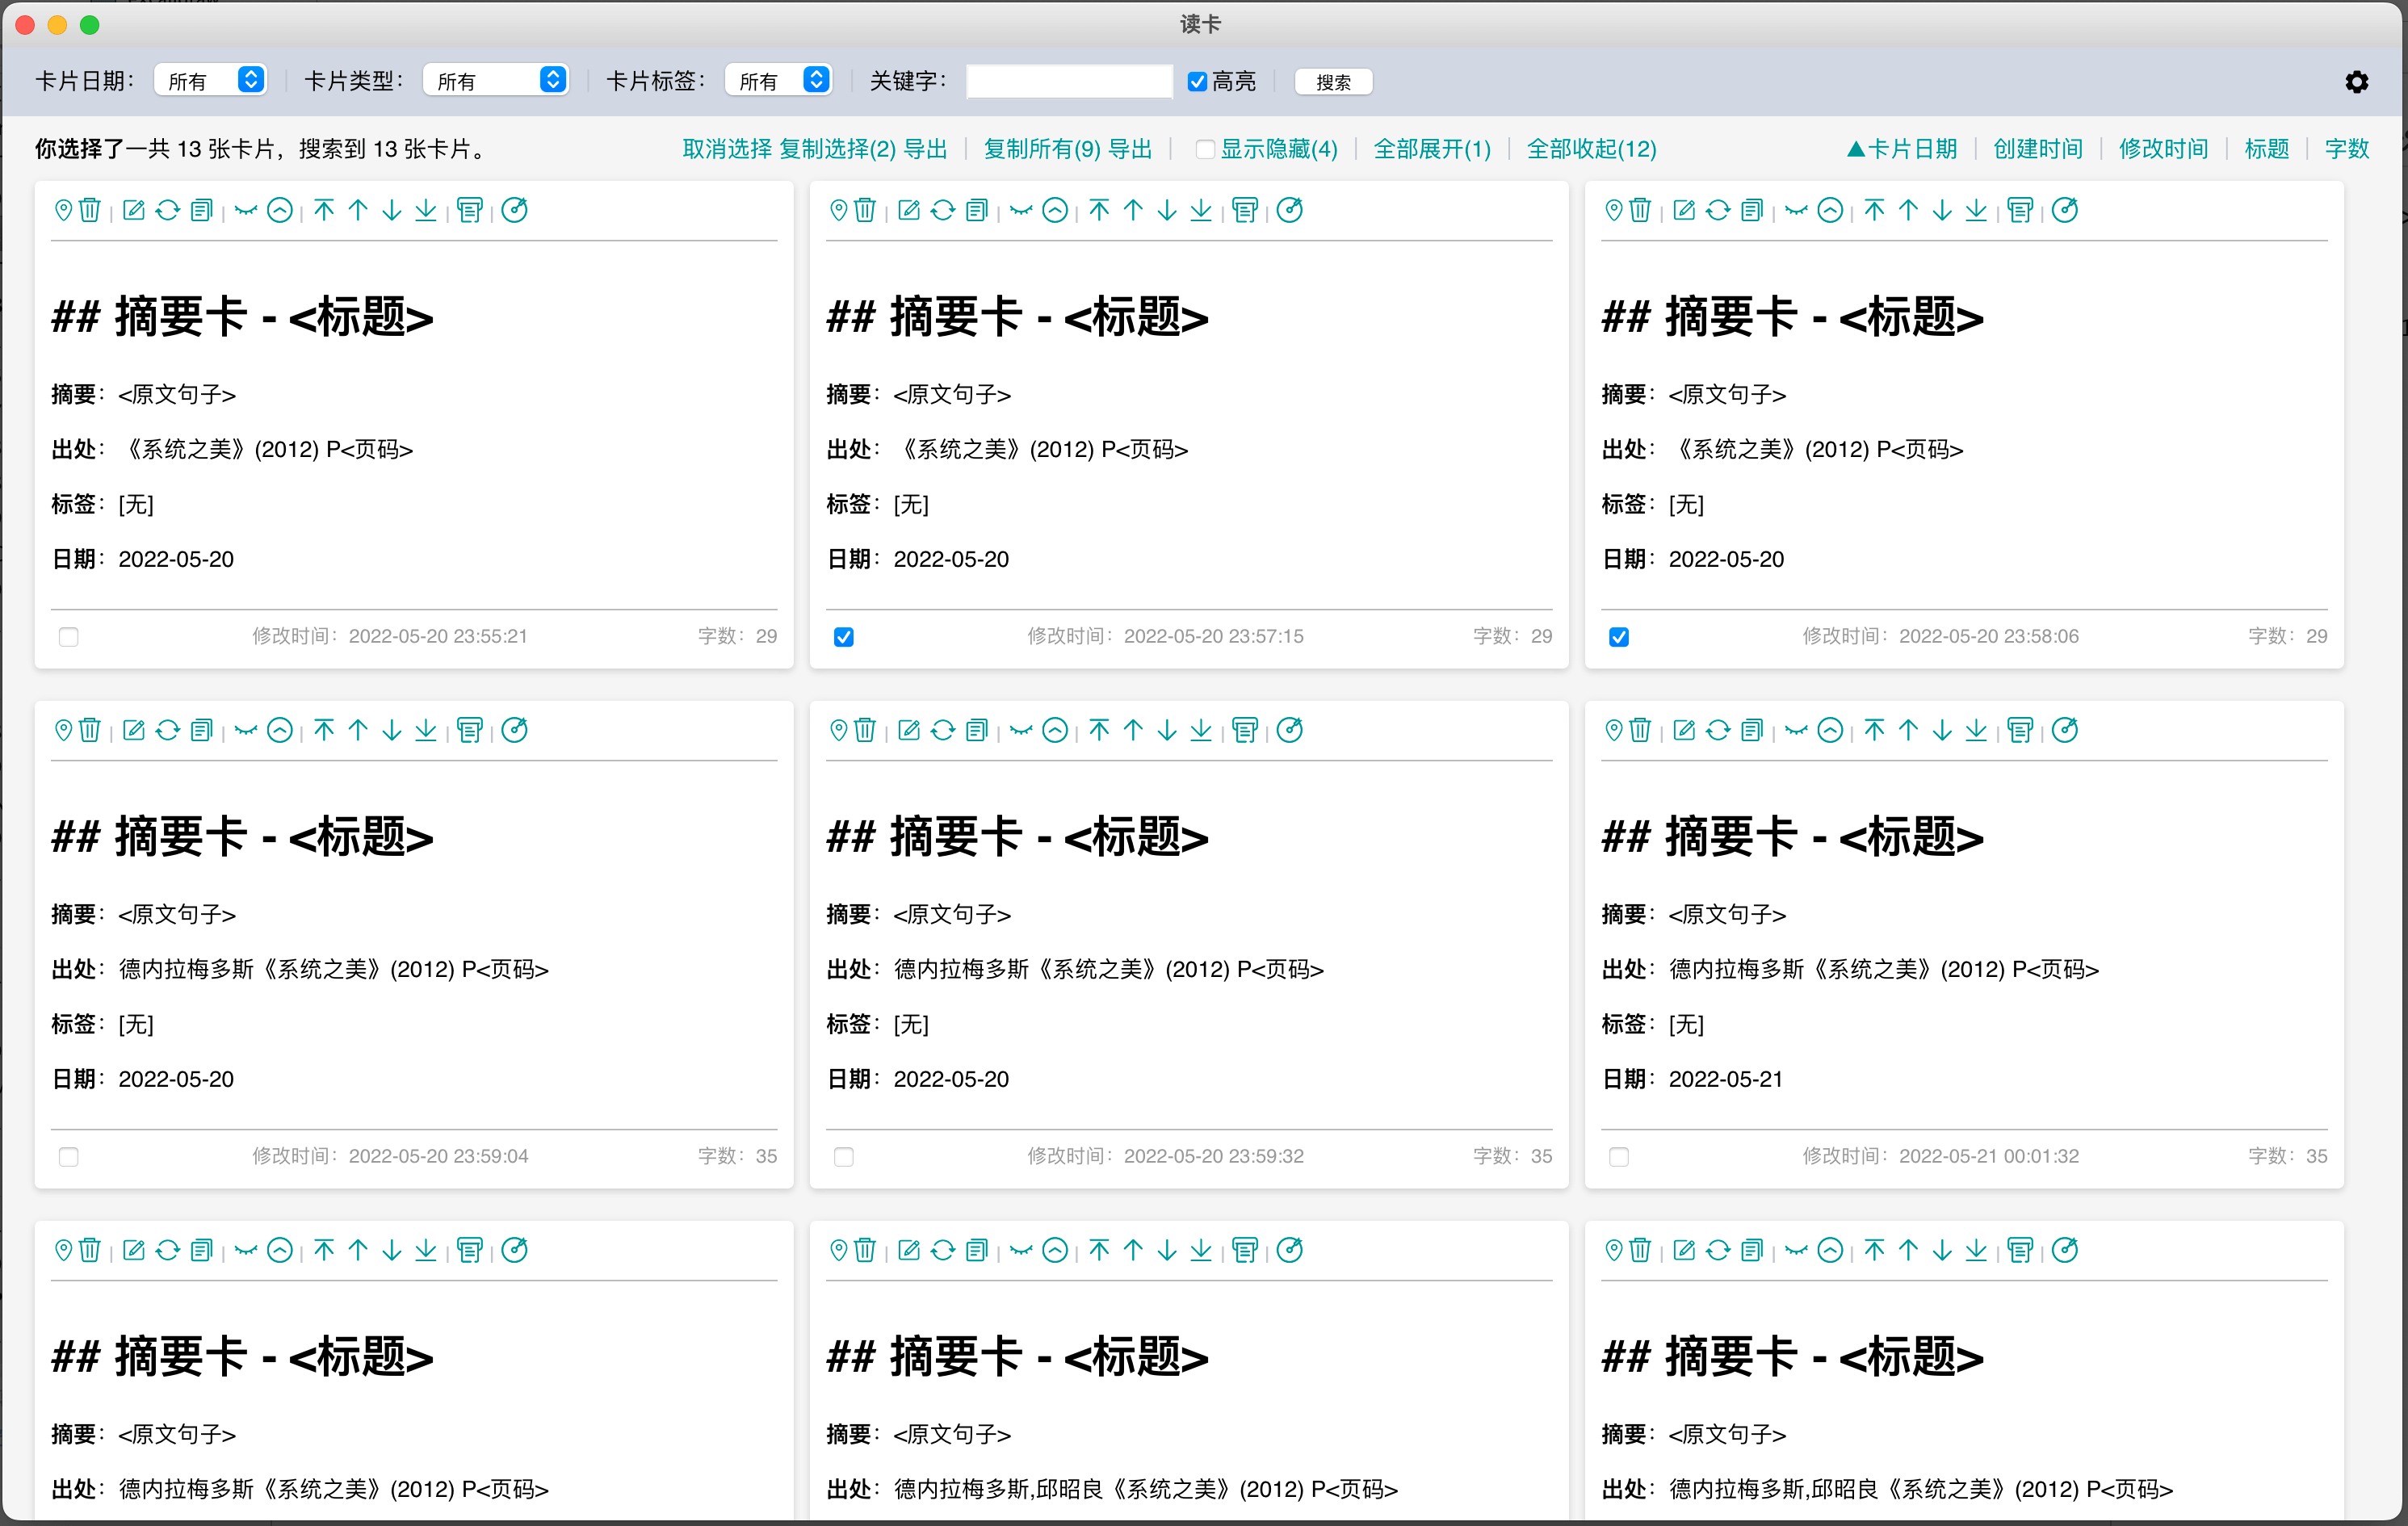 读卡
卡片日期： 所有 卡片类型： 所有 卡片标签： 所有 关键字： 高亮 搜索
你选择了一共 13 张卡片，搜索到 13 张卡片。 取消选择 复制选择(2) 导出 复制所有(9) 导出 显示隐藏(4) 全部展开(1) 全部收起(12) ▲卡片日期 创建时间 修改时间 标题 字数
## 摘要卡 - <标题>
摘要：<原文句子>
出处：《系统之美》(2012) P<页码>
标签：[无]
日期：2022-05-20
修改时间：2022-05-20 23:55:21 字数：29
## 摘要卡 - <标题>
摘要：<原文句子>
出处：《系统之美》(2012) P<页码>
标签：[无]
日期：2022-05-20
修改时间：2022-05-20 23:57:15 字数：29
## 摘要卡 - <标题>
摘要：<原文句子>
出处：《系统之美》(2012) P<页码>
标签：[无]
日期：2022-05-20
修改时间：2022-05-20 23:58:06 字数：29
## 摘要卡 - <标题>
摘要：<原文句子>
出处：德内拉梅多斯《系统之美》(2012) P<页码>
标签：[无]
日期：2022-05-20
修改时间：2022-05-20 23:59:04 字数：35
## 摘要卡 - <标题>
摘要：<原文句子>
出处：德内拉梅多斯《系统之美》(2012) P<页码>
标签：[无]
日期：2022-05-20
修改时间：2022-05-20 23:59:32 字数：35
## 摘要卡 - <标题>
摘要：<原文句子>
出处：德内拉梅多斯《系统之美》(2012) P<页码>
标签：[无]
日期：2022-05-21
修改时间：2022-05-21 00:01:32 字数：35
## 摘要卡 - <标题>
摘要：<原文句子>
出处：德内拉梅多斯《系统之美》(2012) P<页码>
## 摘要卡 - <标题>
摘要：<原文句子>
出处：德内拉梅多斯,邱昭良《系统之美》(2012) P<页码>
## 摘要卡 - <标题>
摘要：<原文句子>
出处：德内拉梅多斯,邱昭良《系统之美》(2012) P<页码>